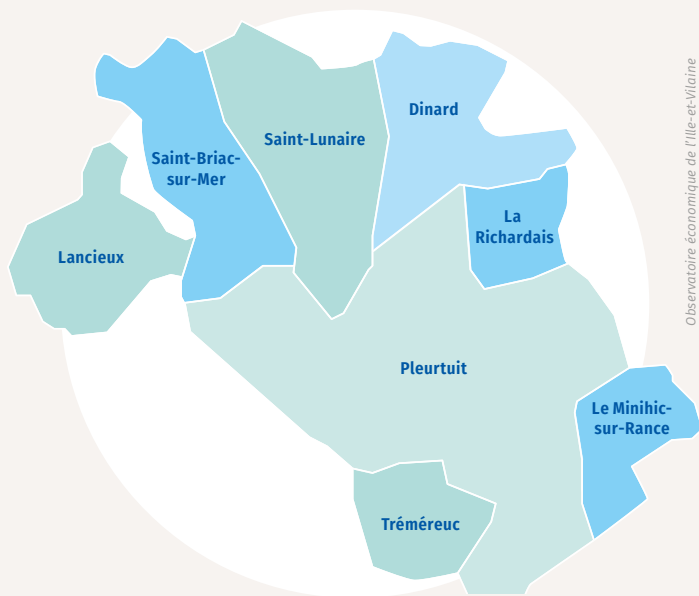 Dinard
Saint-Lunaire
Saint-Briac-
sur-Mer
La
Richardais
Lancieux
Pleurtuit
Le Minihic-
sur-Rance
Tréméreuc
Observatoire économique de l'Ille-et-Vilaine